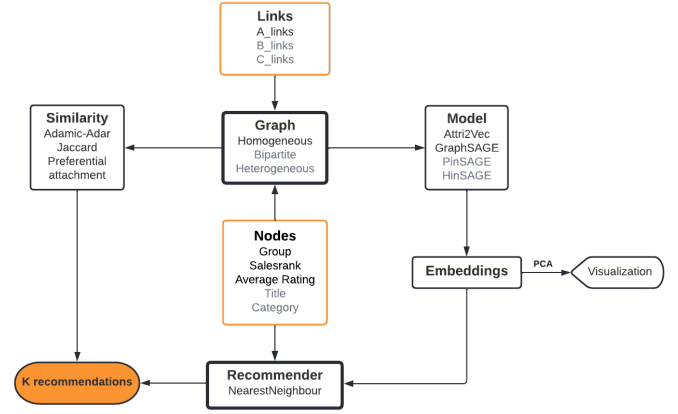 Links
A_links
B_links
C_links
Similarity
Adamic-Adar
Jaccard
Preferential
attachment
Graph
Homogeneous
Bipartite
Heterogeneous
Model
Attri2Vec
GraphSAGE
PinSAGE
HinSAGE
Nodes
Group
Salesrank
Average Rating
Title
Category
Embeddings
PCA
Visualization
Recommender
NearestNeighbour
K recommendations